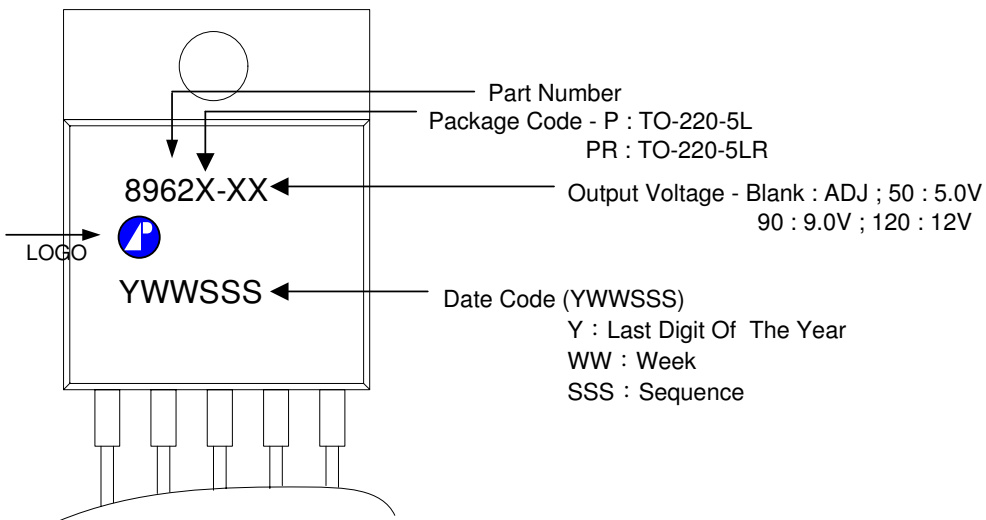 Part Number
Package Code - P : TO-220-5L
PR : TO-220-5LR
8962X-XX
Output Voltage - Blank : ADJ ; 50 : 5.0V
90 : 9.0V ; 120 : 12V
LOGO
YWWSSS
Date Code (YWWSSS)
Y : Last Digit Of The Year
WW : Week
SSS : Sequence